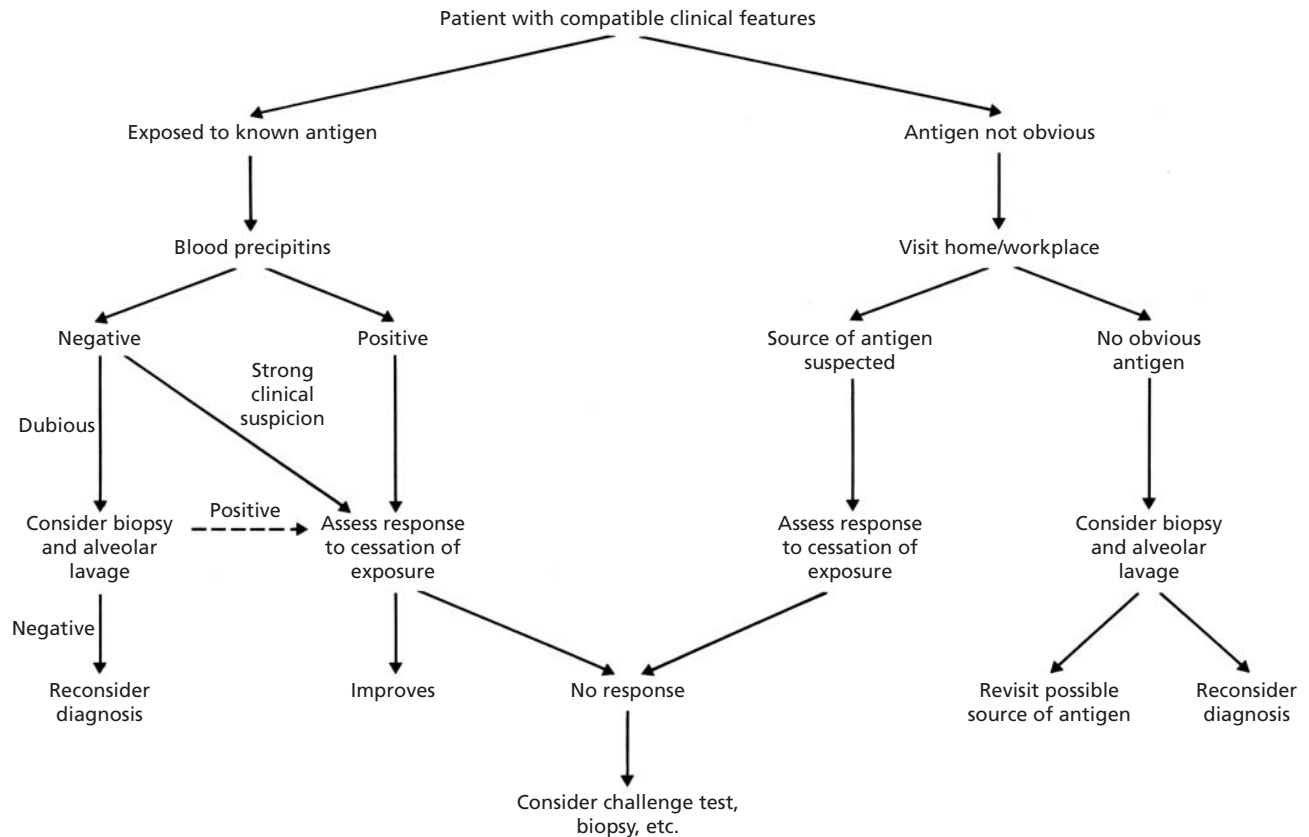 Patient with compatible clinical features
Exposed to known antigen
Antigen not obvious
Blood precipitins
Visit home/workplace
Negative
Positive
Source of antigen
suspected
No obvious
antigen
Strong
clinical
suspicion
Dubious
Positive
Consider biopsy
and alveolar
lavage
Assess response
to cessation of
exposure
Assess response
to cessation of
exposure
Consider biopsy
and alveolar
lavage
Negative
Reconsider
diagnosis
Improves
No response
Revisit possible
source of antigen
Reconsider
diagnosis
Consider challenge test,
biopsy, etc.